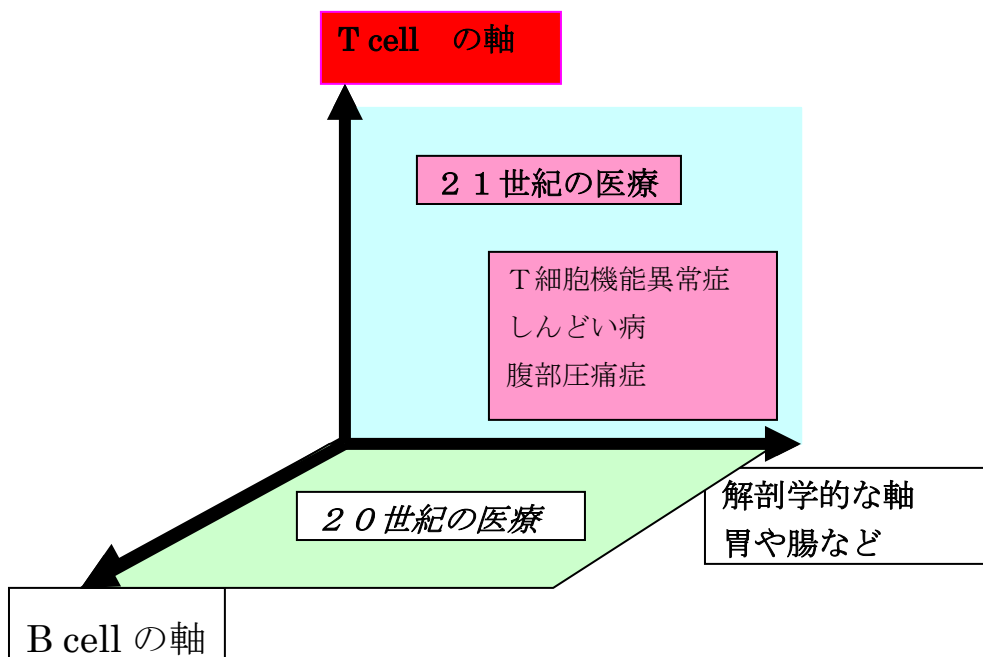 T cell　の軸
２１世紀の医療
Ｔ細胞機能異常症
しんどい病
腹部圧痛症
２０世紀の医療
解剖学的な軸
胃や腸など
B cell の軸